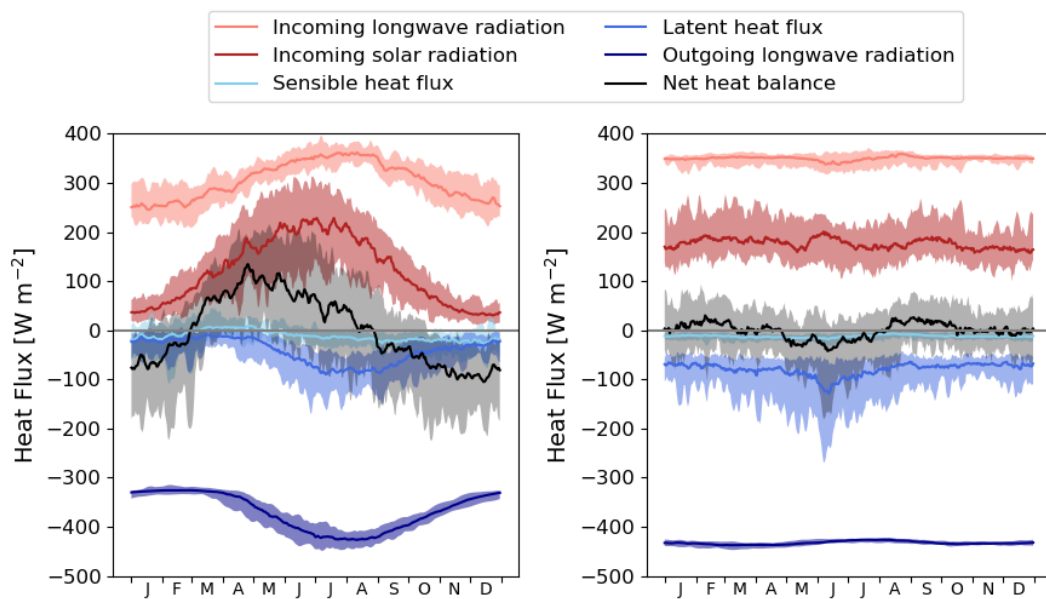 Incoming longwave radiation
Incoming solar radiation
Sensible heat flux
Latent heat flux
Outgoing longwave radiation
Net heat balance
Heat Flux [W m⁻²]
400
300
200
100
0
−100
−200
−300
−400
−500
J F M A M J J A S O N D
Heat Flux [W m⁻²]
400
300
200
100
0
−100
−200
−300
−400
−500
J F M A M J J A S O N D